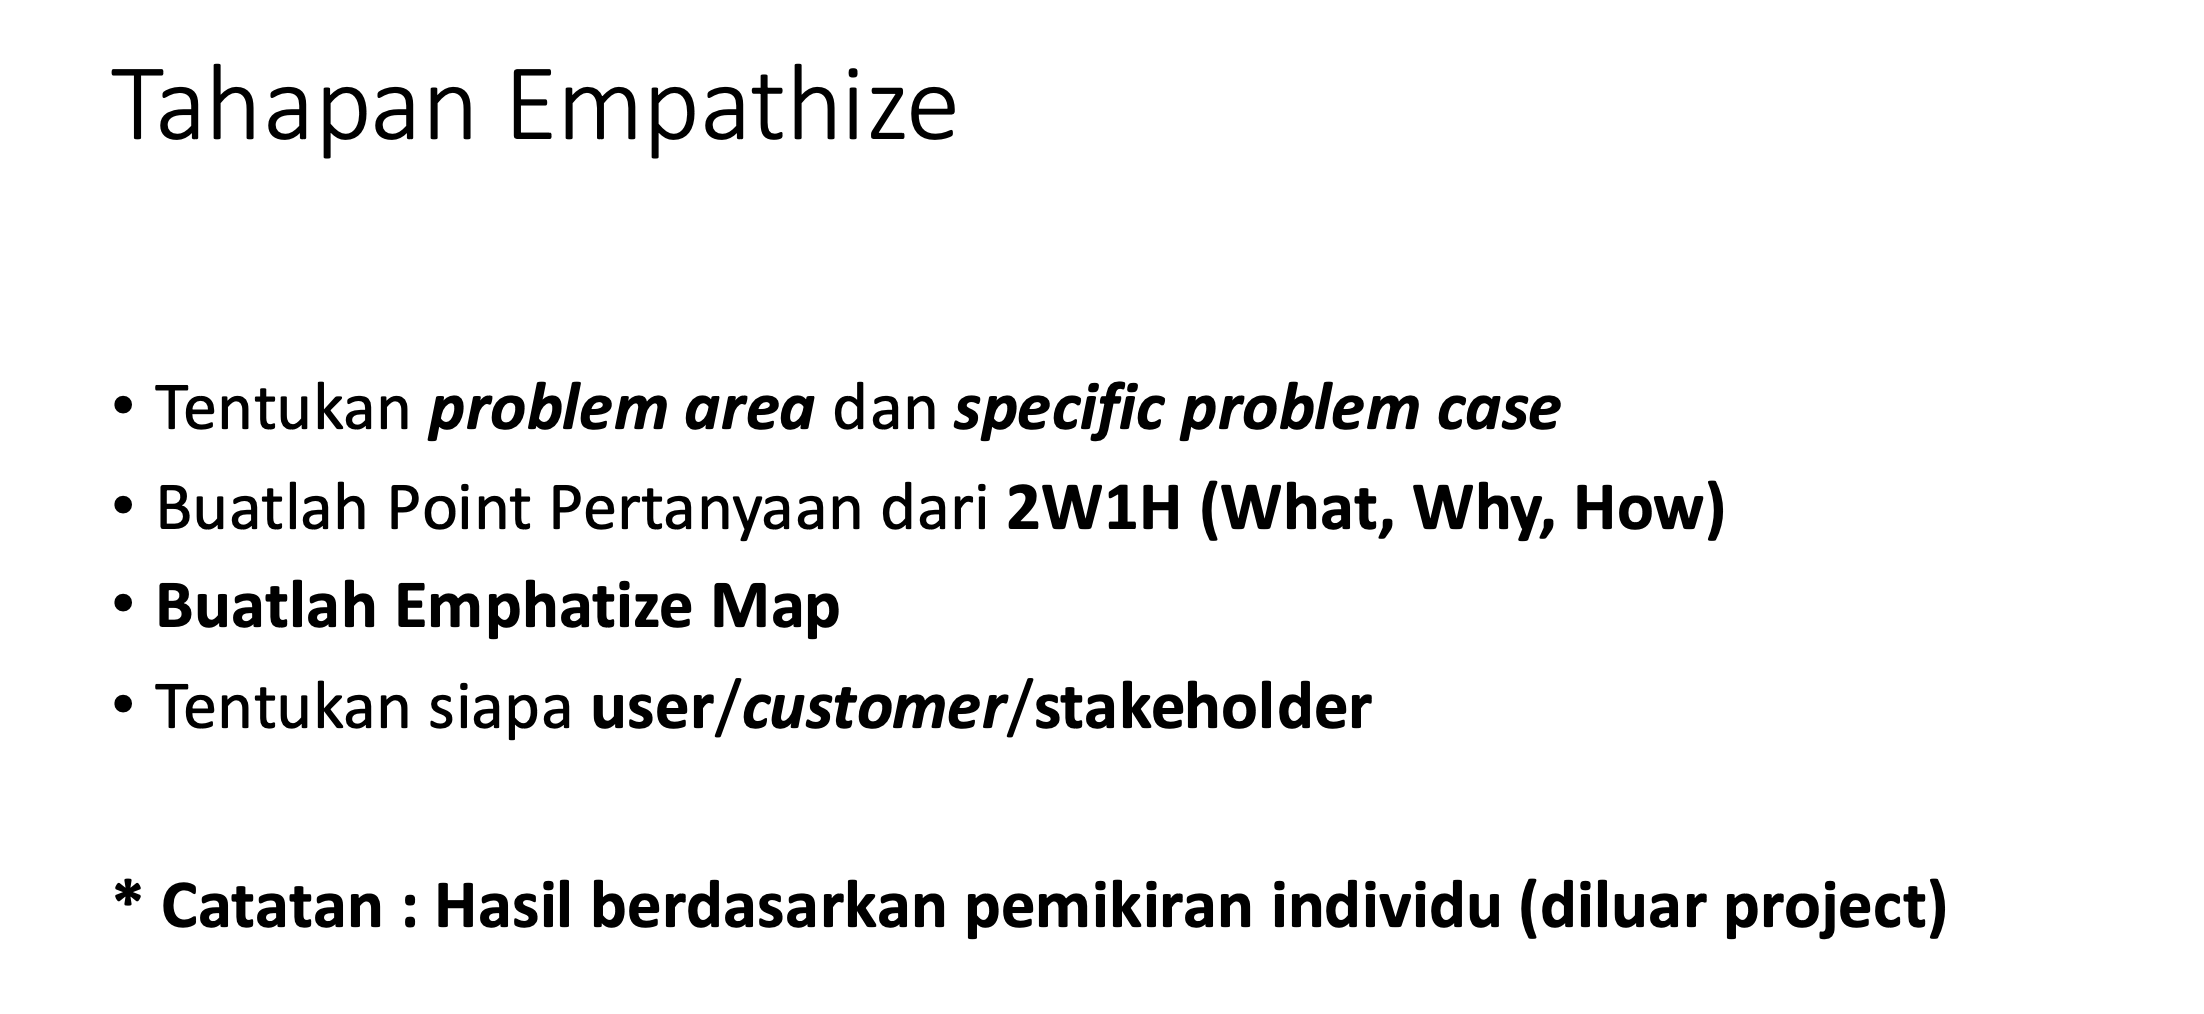 Tahapan Empathize
• Tentukan problem area dan specific problem case
• Buatlah Point Pertanyaan dari 2W1H (What, Why, How)
• Buatlah Emphatize Map
• Tentukan siapa user/customer/stakeholder
* Catatan : Hasil berdasarkan pemikiran individu (diluar project)